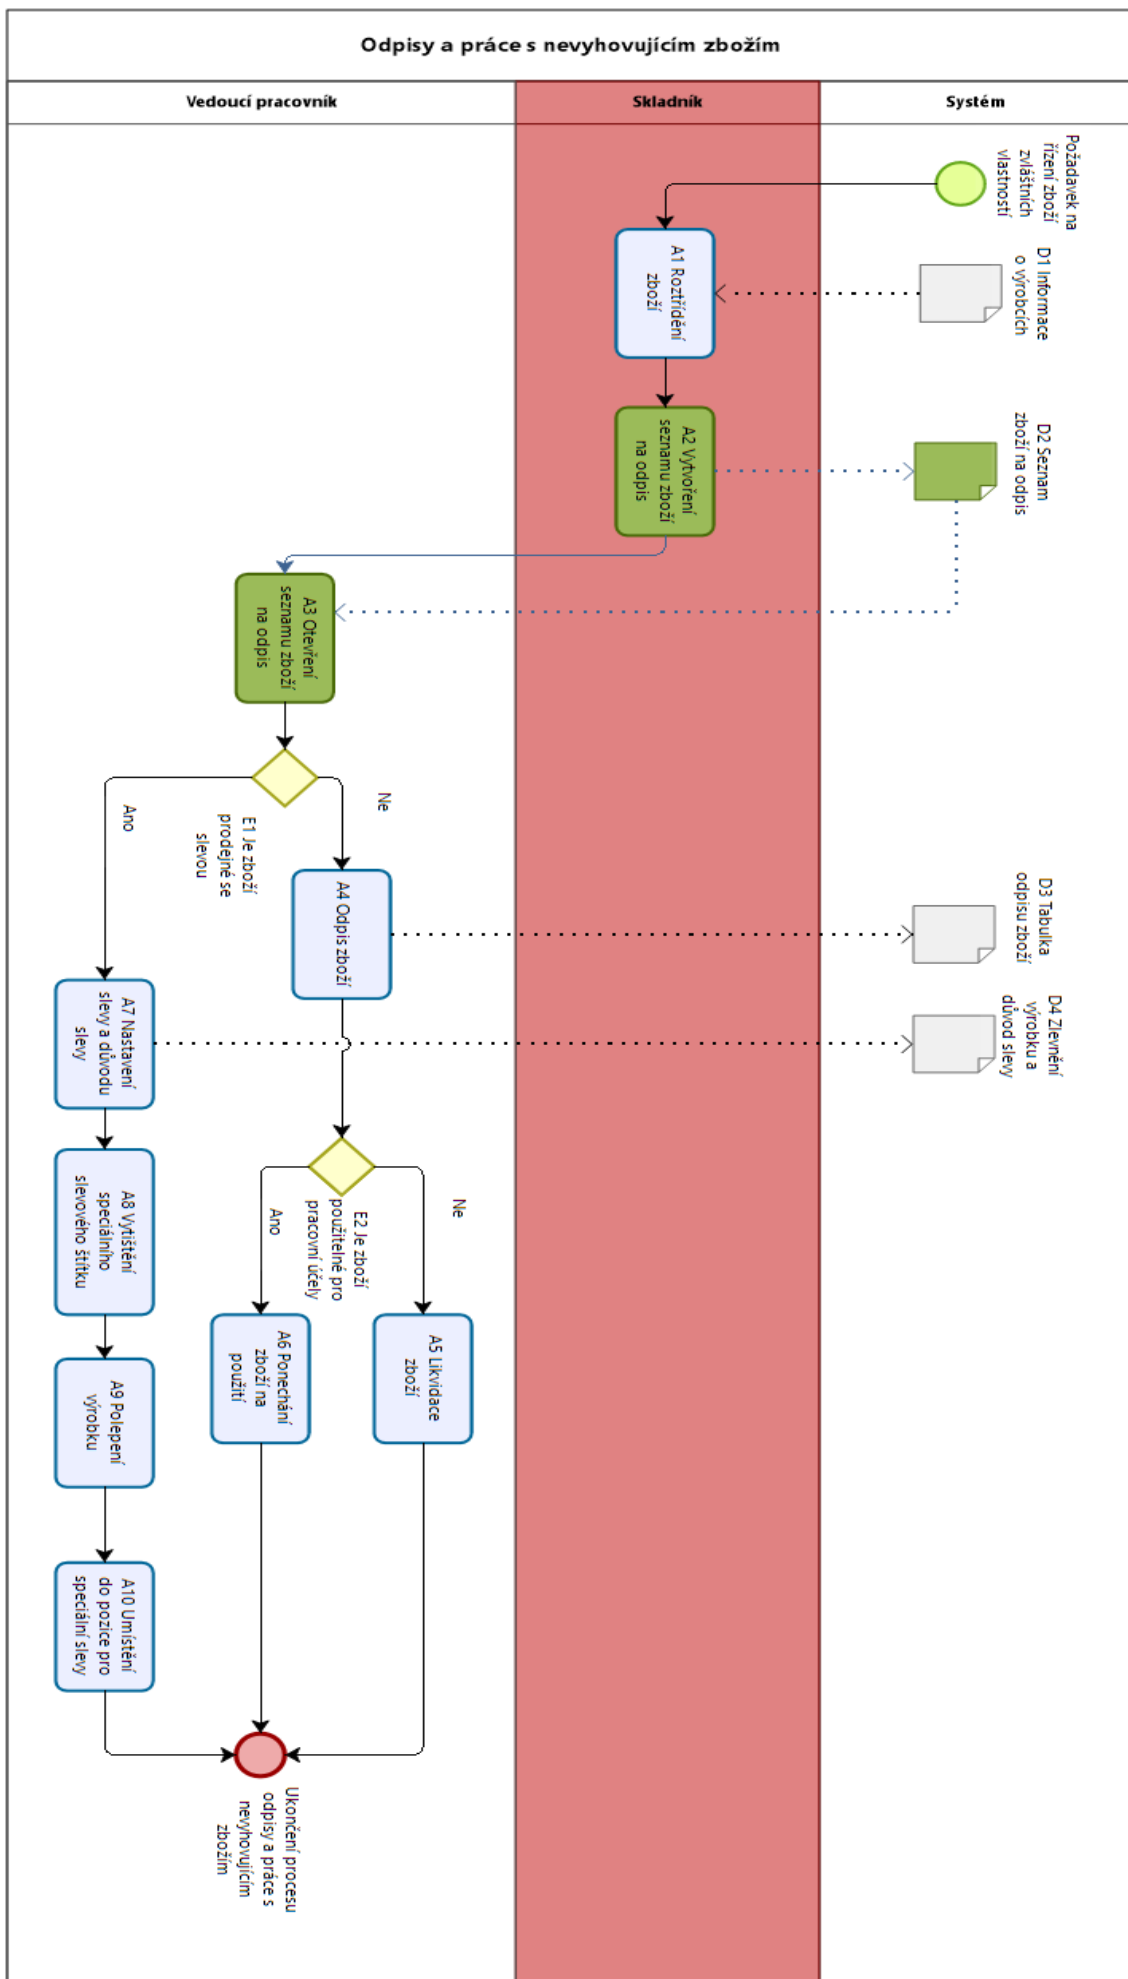 Odpisy a práce s nevyhovujícím zbožím
Vedoucí pracovník
Skladník
Systém
Požadavek na
řízení zboží
zvláštních
vlastností
D1 Informace
o výrobcích
A1 Roztřídění
zboží
D2 Seznam
zboží na odpis
A2 Vytvoření
seznamu zboží
na odpis
A3 Otevření
seznamu zboží
na odpis
Ne
Ano
E1 Je zboží
prodejné se
slevou
A4 Odpis zboží
D3 Tabulka
odpisu zboží
D4 Zlevnění
výrobku a
důvod slevy
A7 Nastavení
slevy a důvodu
slevy
A8 Vytištění
speciálního
slevového štítku
Ne
E2 Je zboží
použitelné pro
pracovní účely
Ano
A5 Likvidace
zboží
A6 Ponechání
zboží na
použití
A9 Polepení
výrobku
A10 Umístění
do pozice pro
speciální slevy
Ukončení procesu
odpisy a práce s
nevyhovujícím
zbožím